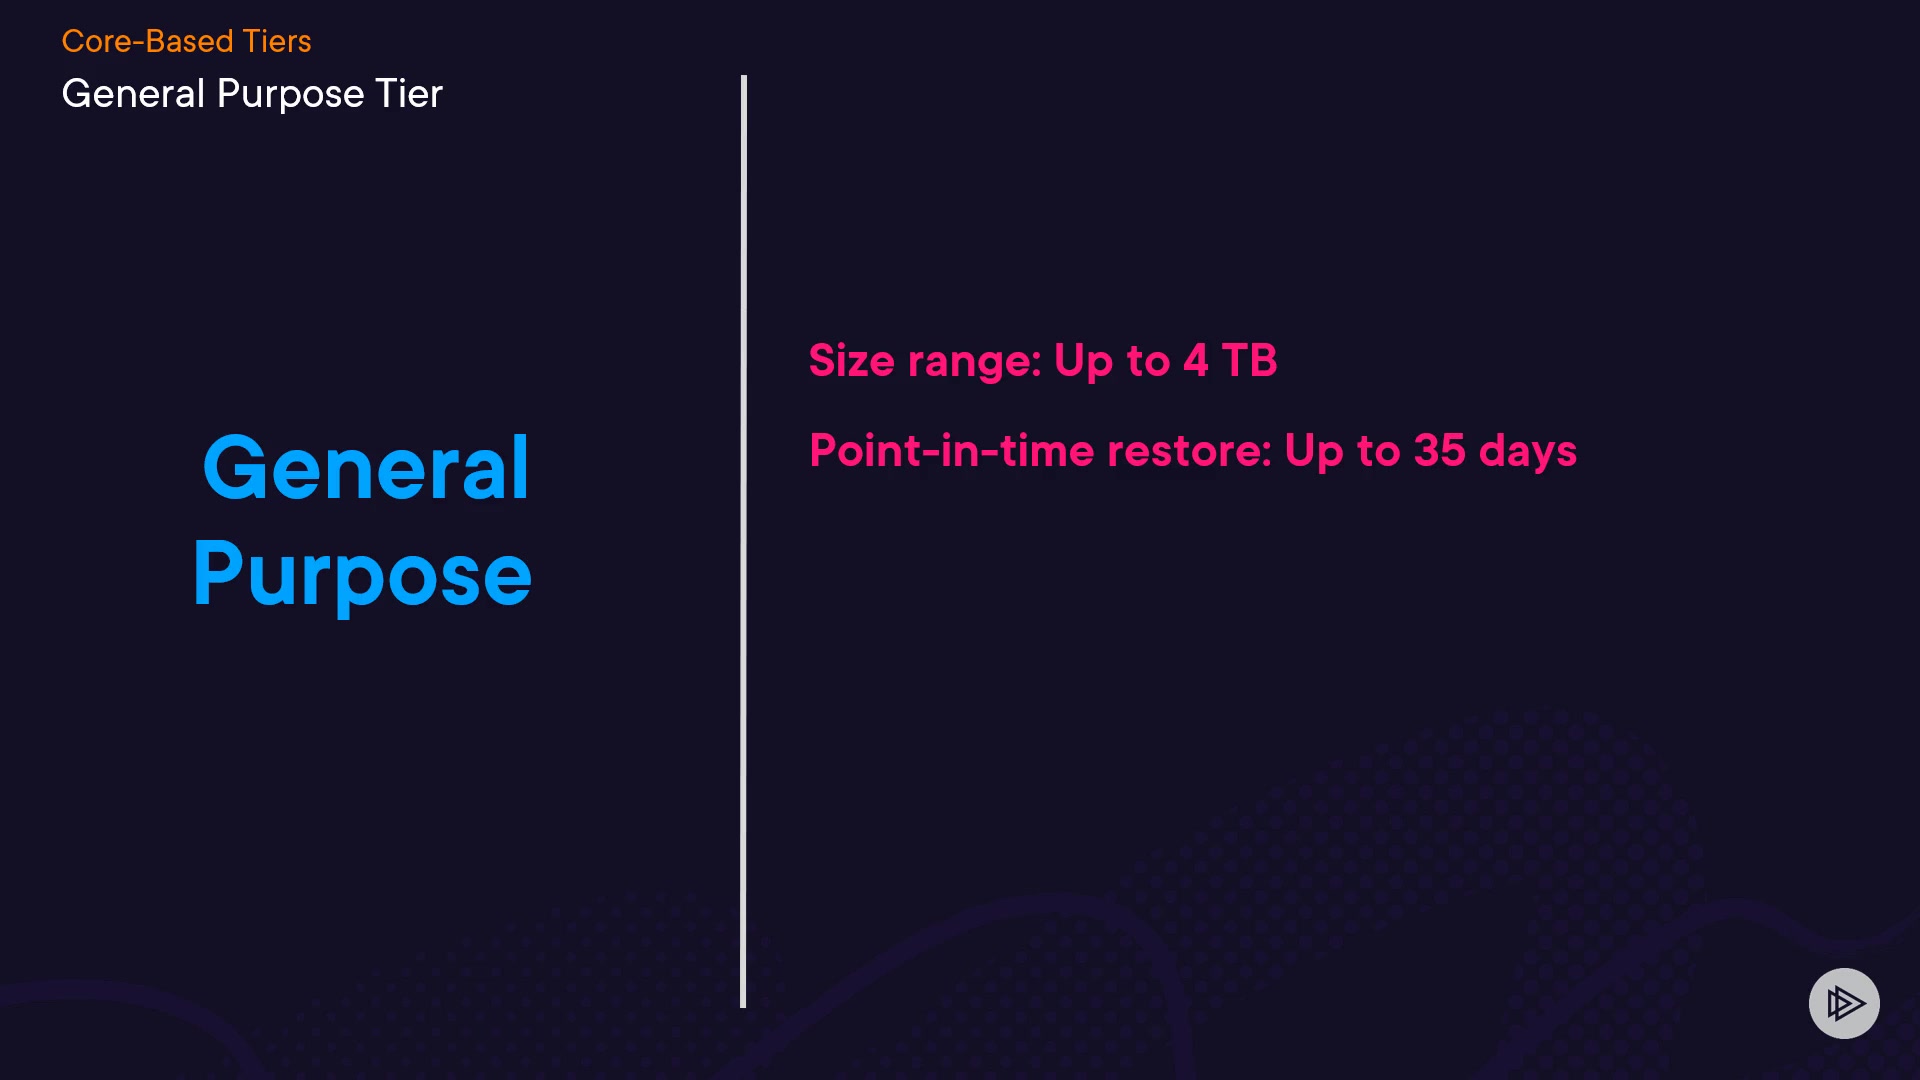 Core-Based Tiers
General Purpose Tier
General
Purpose
Size range: Up to 4 TB
Point-in-time restore: Up to 35 days